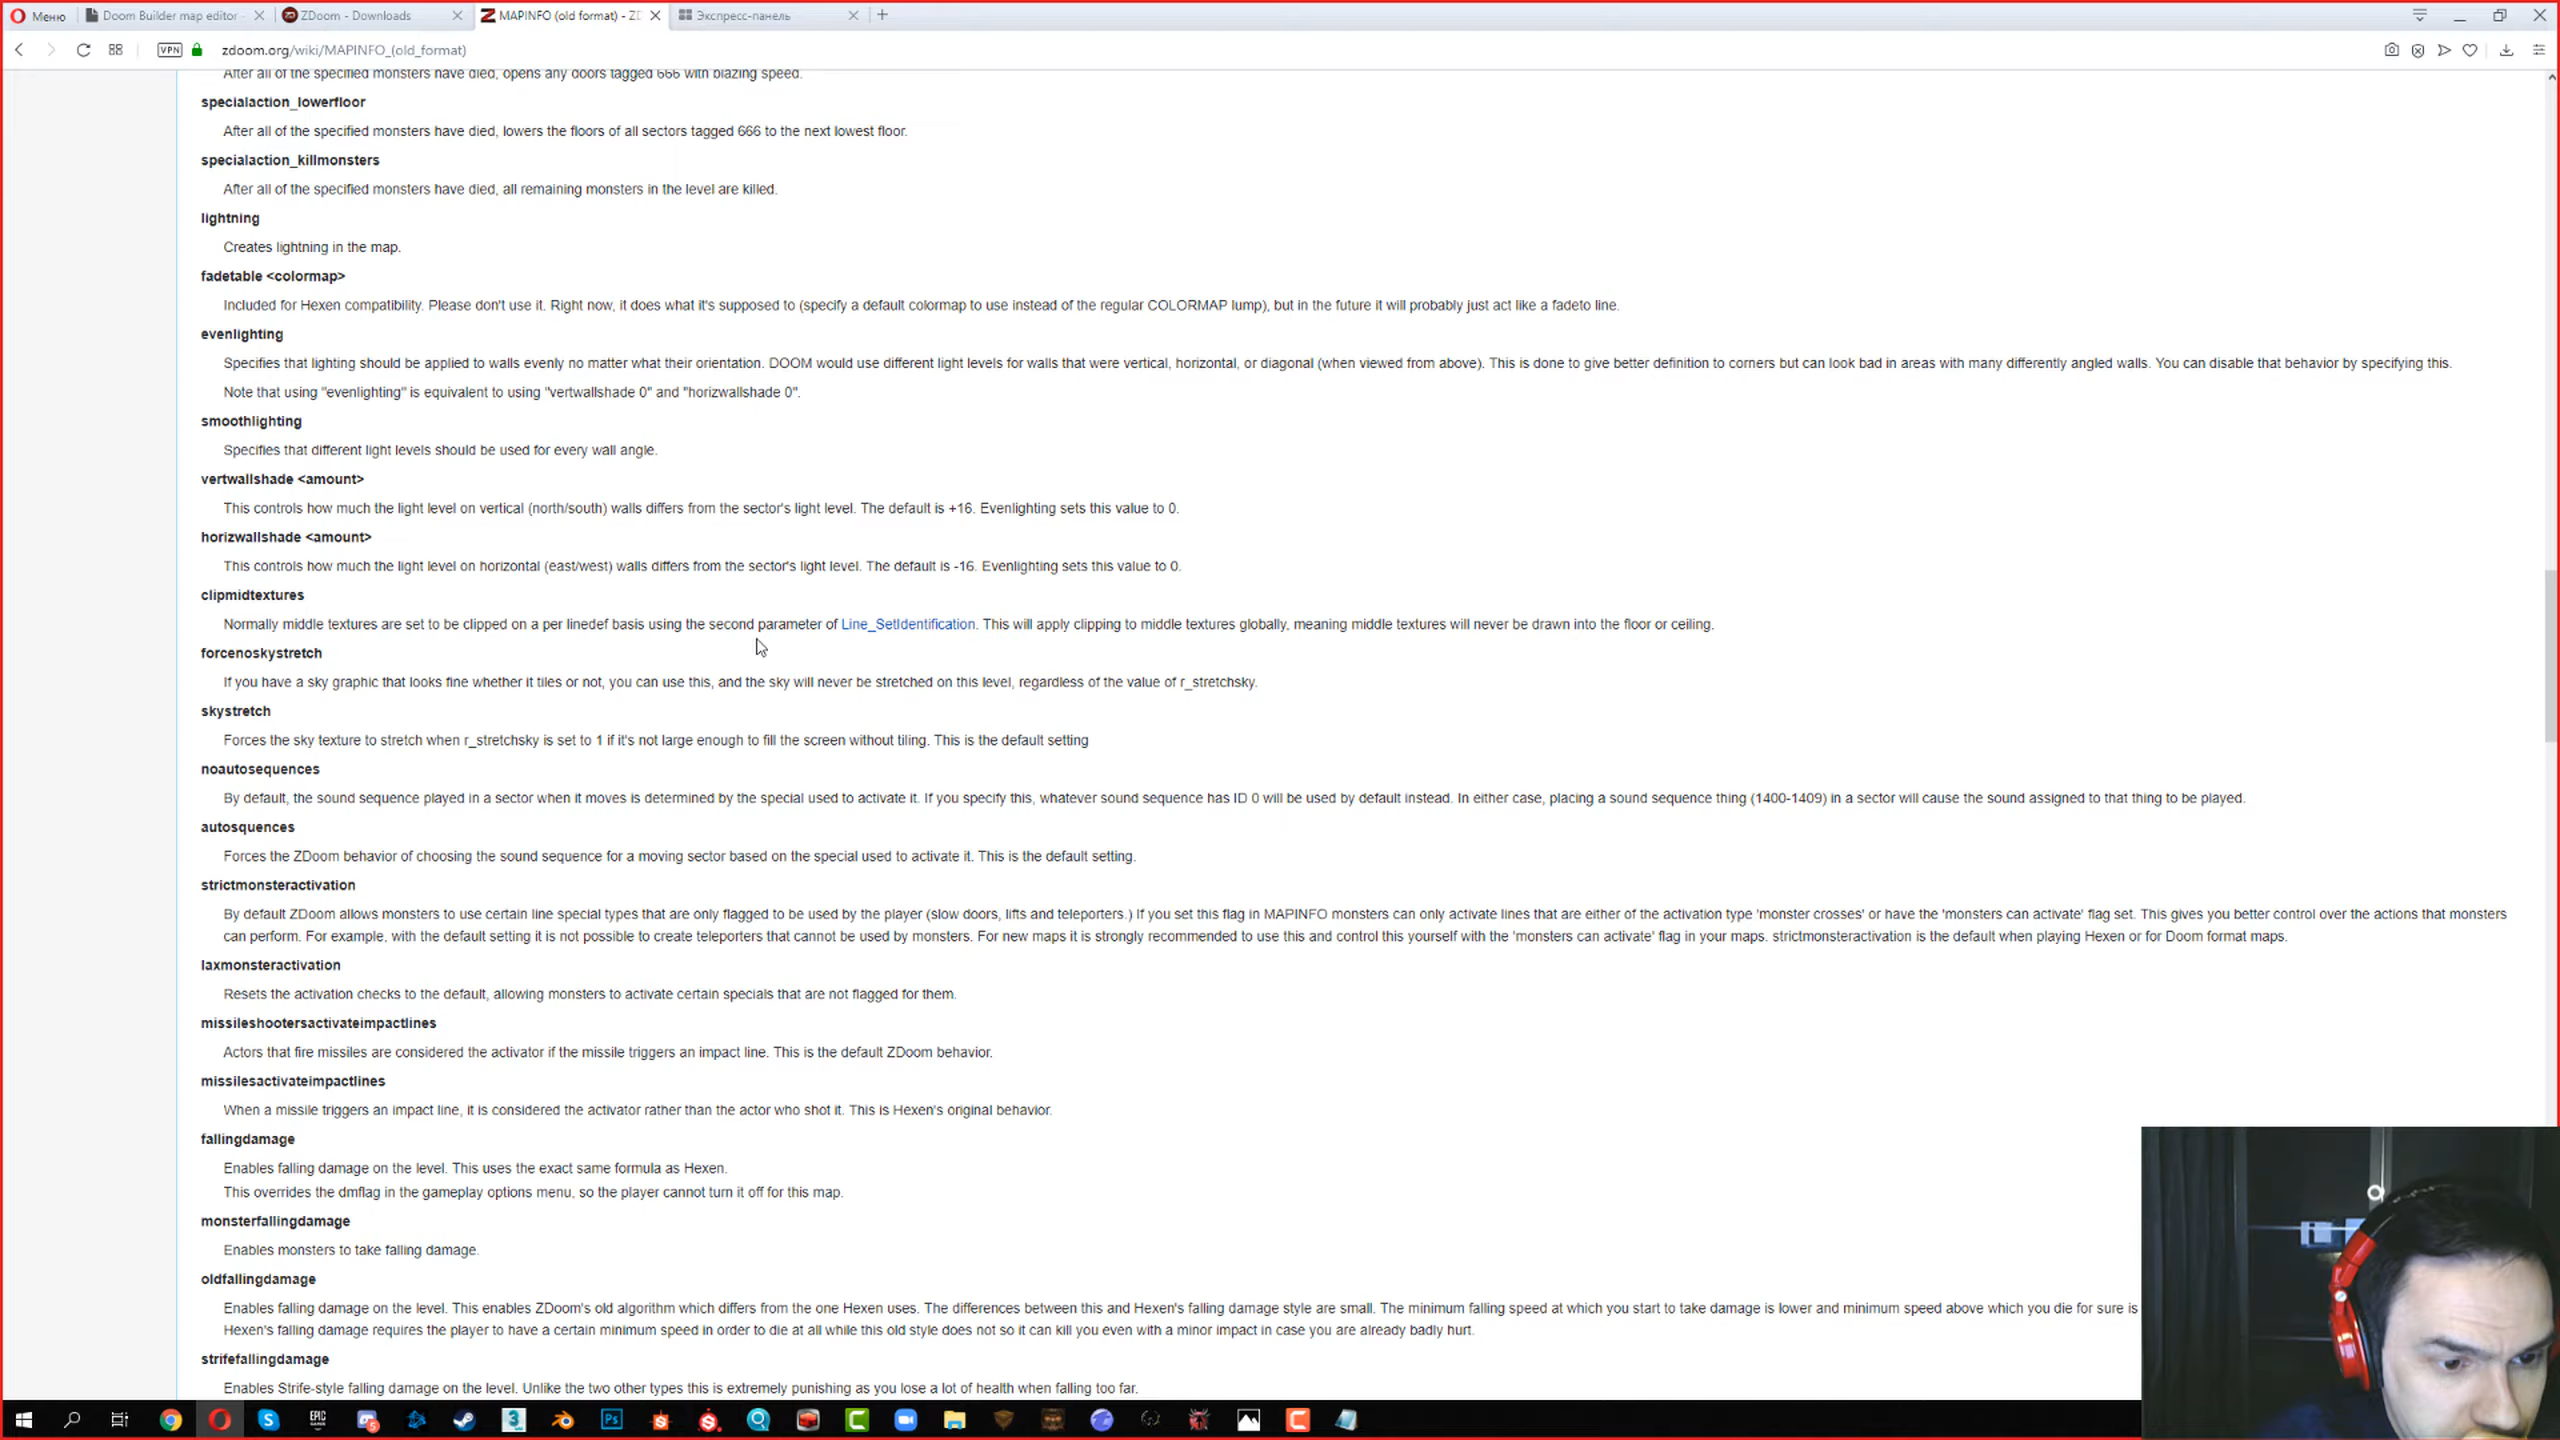 Меню
Doom Builder map editor -
ZDoom - Downloads
MAPINFO (old format) - ZD
Экспресс-панель
VPN
zdoom.org/wiki/MAPINFO_(old_format)
After all of the specified monsters have died, opens any doors tagged 666 with blazing speed.
specialaction_lowerfloor
After all of the specified monsters have died, lowers the floors of all sectors tagged 666 to the next lowest floor.
specialaction_killmonsters
After all of the specified monsters have died, all remaining monsters in the level are killed.
lightning
Creates lightning in the map.
fadetable <colormap>
Included for Hexen compatibility. Please don't use it. Right now, it does what it's supposed to (specify a default colormap to use instead of the regular COLORMAP lump), but in the future it will probably just act like a fadeto line.
evenlighting
Specifies that lighting should be applied to walls evenly no matter what their orientation. DOOM would use different light levels for walls that were vertical, horizontal, or diagonal (when viewed from above). This is done to give better definition to corners but can look bad in areas with many differently angled walls. You can disable that behavior by specifying this.
Note that using "evenlighting" is equivalent to using "vertwallshade 0" and "horizwallshade 0".
smoothlighting
Specifies that different light levels should be used for every wall angle.
vertwallshade <amount>
This controls how much the light level on vertical (north/south) walls differs from the sector's light level. The default is +16. Evenlighting sets this value to 0.
horizwallshade <amount>
This controls how much the light level on horizontal (east/west) walls differs from the sector's light level. The default is -16. Evenlighting sets this value to 0.
clipmidtextures
Normally middle textures are set to be clipped on a per linedef basis using the second parameter of Line_SetIdentification. This will apply clipping to middle textures globally, meaning middle textures will never be drawn into the floor or ceiling.
forcenoskystretch
If you have a sky graphic that looks fine whether it tiles or not, you can use this, and the sky will never be stretched on this level, regardless of the value of r_stretchsky.
skystretch
Forces the sky texture to stretch when r_stretchsky is set to 1 if it's not large enough to fill the screen without tiling. This is the default setting
noautosequences
By default, the sound sequence played in a sector when it moves is determined by the special used to activate it. If you specify this, whatever sound sequence has ID 0 will be used by default instead. In either case, placing a sound sequence thing (1400-1409) in a sector will cause the sound assigned to that thing to be played.
autosquences
Forces the ZDoom behavior of choosing the sound sequence for a moving sector based on the special used to activate it. This is the default setting.
strictmonsteractivation
By default ZDoom allows monsters to use certain line special types that are only flagged to be used by the player (slow doors, lifts and teleporters.) If you set this flag in MAPINFO monsters can only activate lines that are either of the activation type 'monster crosses' or have the 'monsters can activate' flag set. This gives you better control over the actions that monsters
can perform. For example, with the default setting it is not possible to create teleporters that cannot be used by monsters. For new maps it is strongly recommended to use this and control this yourself with the 'monsters can activate' flag in your maps. strictmonsteractivation is the default when playing Hexen or for Doom format maps.
laxmonsteractivation
Resets the activation checks to the default, allowing monsters to activate certain specials that are not flagged for them.
missileshootersactivateimpactlines
Actors that fire missiles are considered the activator if the missile triggers an impact line. This is the default ZDoom behavior.
missilesactivateimpactlines
When a missile triggers an impact line, it is considered the activator rather than the actor who shot it. This is Hexen's original behavior.
fallingdamage
Enables falling damage on the level. This uses the exact same formula as Hexen.
This overrides the dmflag in the gameplay options menu, so the player cannot turn it off for this map.
monsterfallingdamage
Enables monsters to take falling damage.
oldfallingdamage
Enables falling damage on the level. This enables ZDoom's old algorithm which differs from the one Hexen uses. The differences between this and Hexen's falling damage style are small. The minimum falling speed at which you start to take damage is lower and minimum speed above which you die for sure is
Hexen's falling damage requires the player to have a certain minimum speed in order to die at all while this old style does not so it can kill you even with a minor impact in case you are already badly hurt.
strifefallingdamage
Enables Strife-style falling damage on the level. Unlike the two other types this is extremely punishing as you lose a lot of health when falling too far.
EPIC
GAMES
Ps